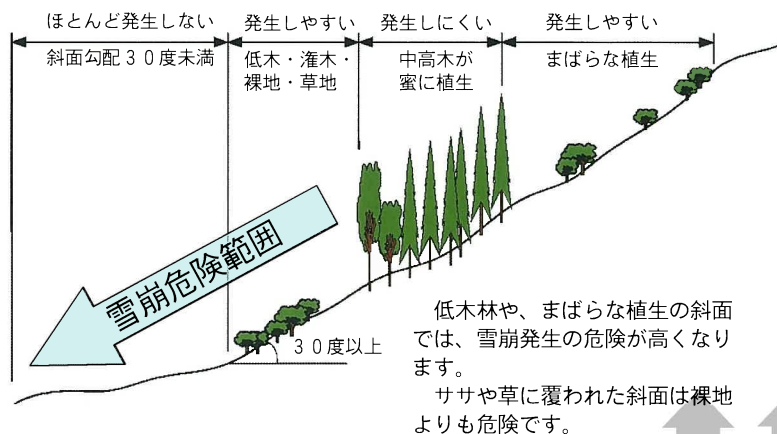 ほとんど発生しない
発生しやすい
発生しにくい
発生しやすい
斜面勾配３０度未満
低木・潅木・
裸地・草地
中高木が
蜜に植生
まばらな植生
雪崩危険範囲
３０度以上
低木林や、まばらな植生の斜面
では、雪崩発生の危険が高くなり
ます。
ササや草に覆われた斜面は裸地
よりも危険です。